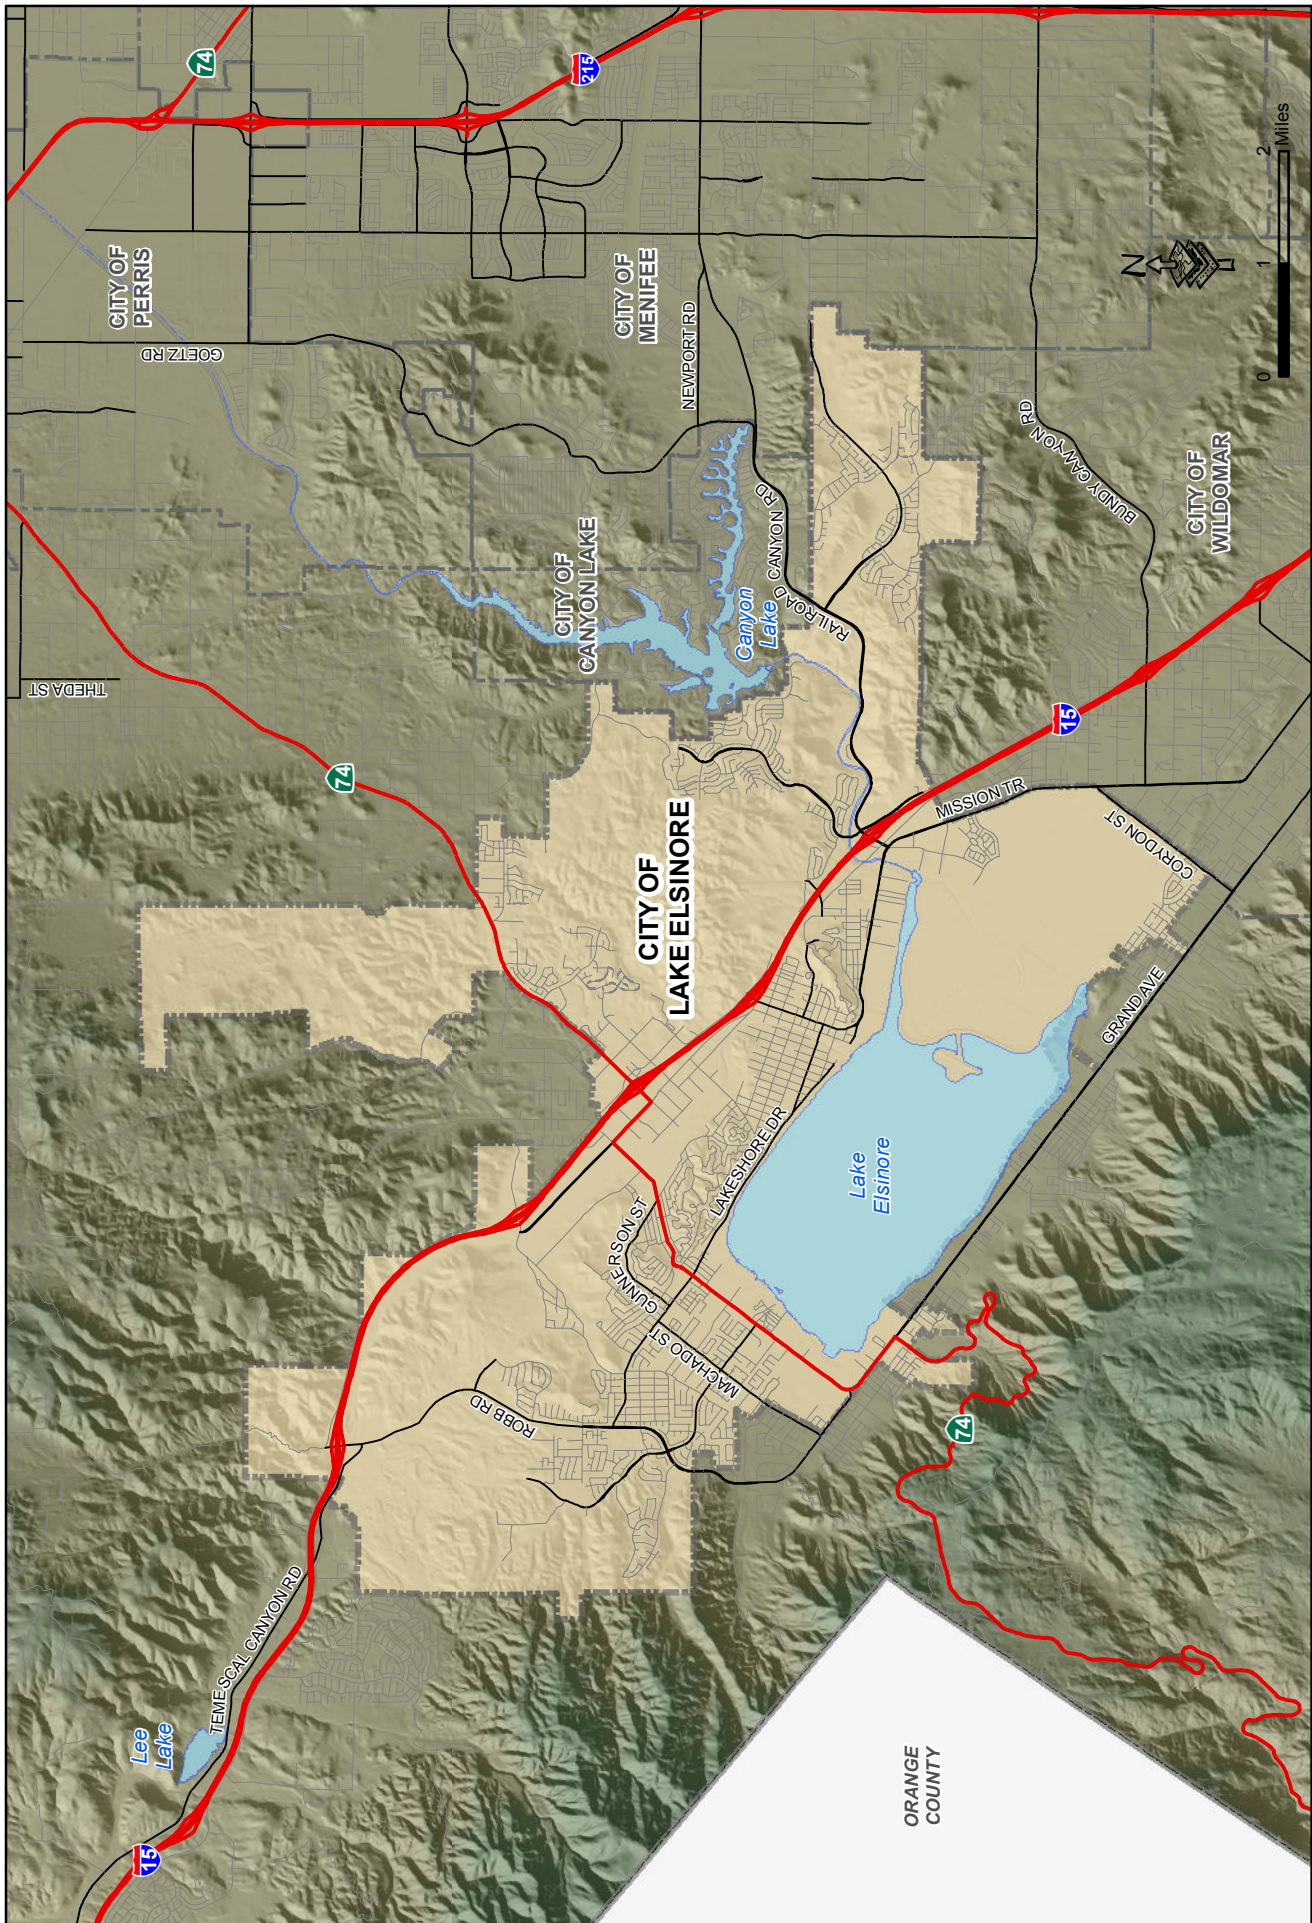 74
215
CITY OF
PERRIS
GOETZ RD
CITY OF
MENIFEE
NEWPORT RD
N
0
1
2
Miles
THEDA ST
74
CITY OF
CANYON LAKE
Canyon
Lake
RAILROAD CANYON RD
BUNDY CANYON RD
CITY OF
WILDOMAR
15
MISSION TR
CORYDON ST
CITY OF
LAKE ELSINORE
GRAND AVE
LAKESHORE DR
Lake
Elsinore
GUNNERSON ST
MACHADO ST
ROBB RD
74
TEMESCAL CANYON RD
Lee
Lake
15
ORANGE
COUNTY